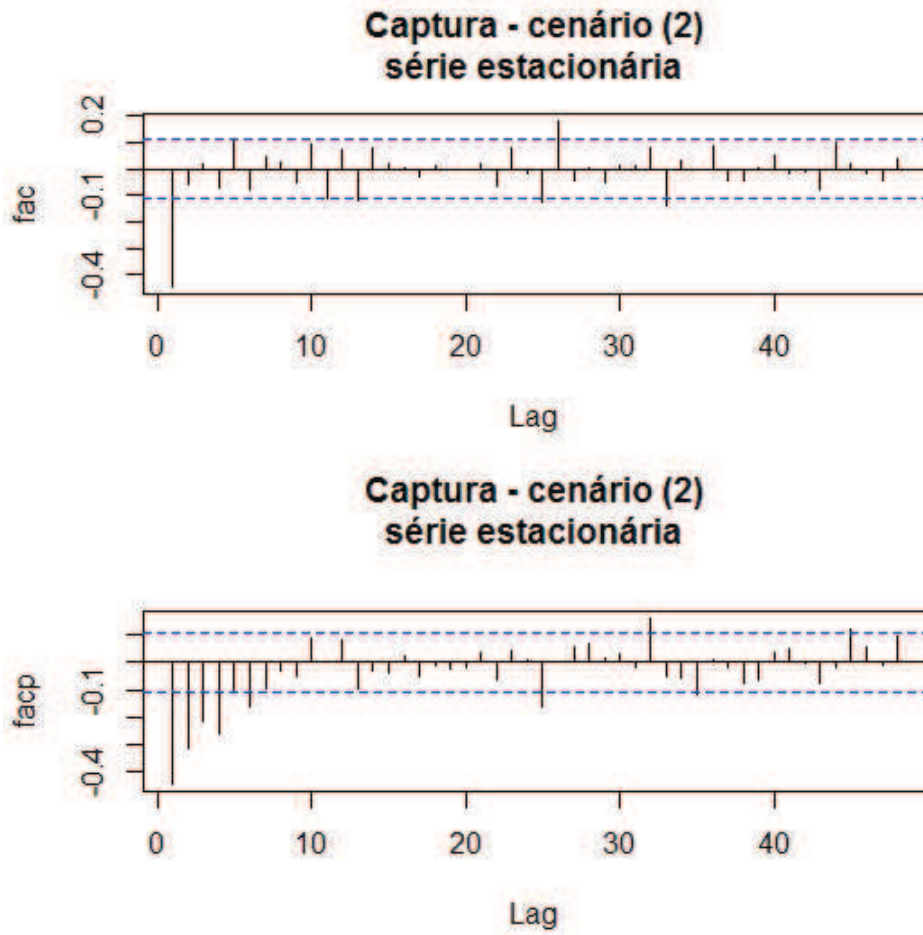 Captura - cenário (2)
série estacionária
fac
0.2
-0.1
-0.4
0 10 20 30 40
Lag
Captura - cenário (2)
série estacionária
facp
-0.1
-0.4
0 10 20 30 40
Lag